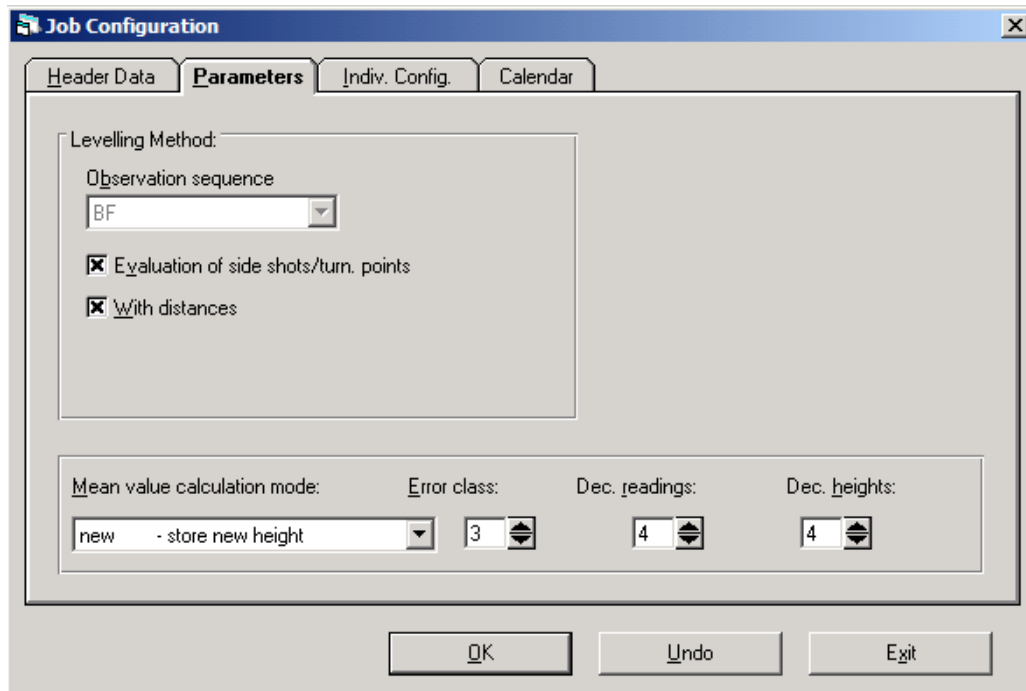 Job Configuration
Header Data Parameters Indiv. Config. Calendar
Levelling Method:
Observation sequence
BF
Evaluation of side shots/turn. points
With distances
Mean value calculation mode: Error class: Dec. readings: Dec. heights:
new - store new height 3 4 4
OK Undo Exit